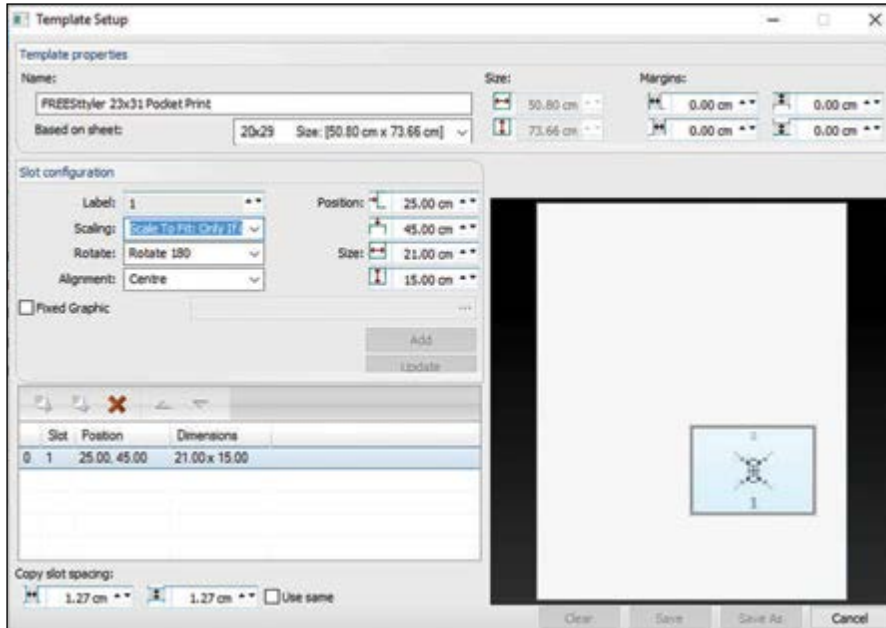 Template Setup
Template properties
Name: Size: Margins:
FREESttyler 23x31 Pocket Print 50.80 cm 0.00 cm 0.00 cm
Based on sheet: 20x29 Size: [50.80 cm x 73.66 cm] 73.66 cm 0.00 cm 0.00 cm
Slot configuration
Label: 1 Position: 25.00 cm
Scaling: Scale To Fit: Only If 45.00 cm
Rotate: Rotate 180 Size: 21.00 cm
Alignment: Centre 15.00 cm
Fixed Graphic ...
Add
Update
Slot Position Dimensions
0 1 25.00, 45.00 21.00 x 15.00
1
Copy slot spacing:
1.27 cm 1.27 cm Use same
Clear Save Save As Cancel